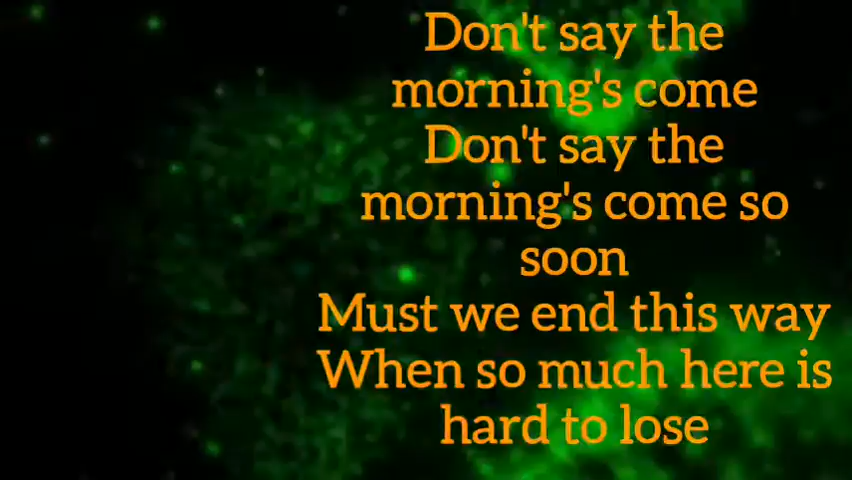 Don't say the
morning's come
Don't say the
morning's come so
soon
Must we end this way
When so much here is
hard to lose